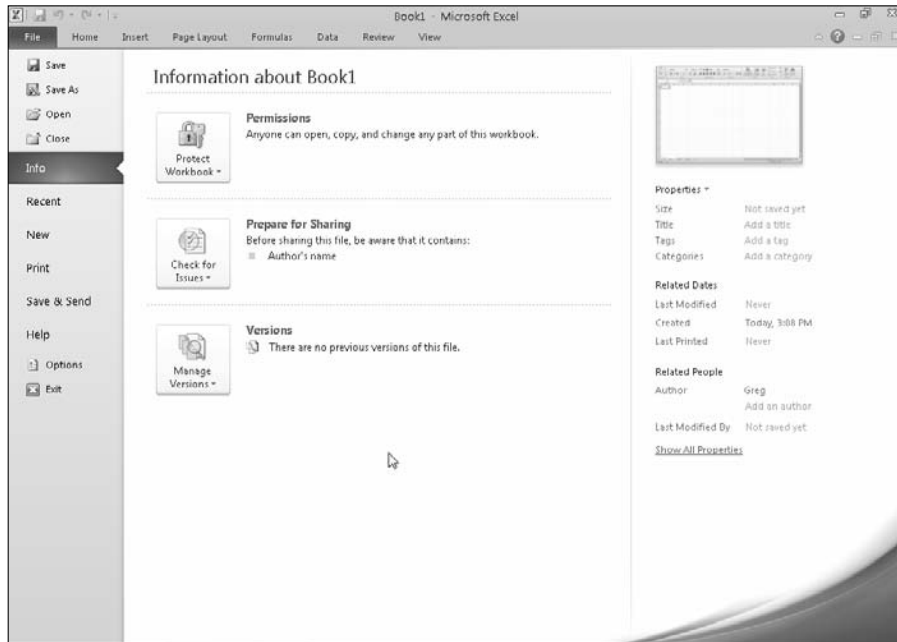 Book1 - Microsoft Excel
File Home Insert Page Layout Formulas Data Review View
Save
Save As
Open
Close
Info
Recent
New
Print
Save & Send
Help
Options
Exit
Information about Book1
Protect
Workbook
Permissions
Anyone can open, copy, and change any part of this workbook.
Check for
Issues
Prepare for Sharing
Before sharing this file, be aware that it contains:
Author's name
Manage
Versions
Versions
There are no previous versions of this file.
Properties
Size Not saved yet
Title Add a title
Tags Add a tag
Categories Add a category
Related Dates
Last Modified Never
Created Today, 3:08 PM
Last Printed Never
Related People
Author Greg
Add an author
Last Modified By Not saved yet
Show All Properties